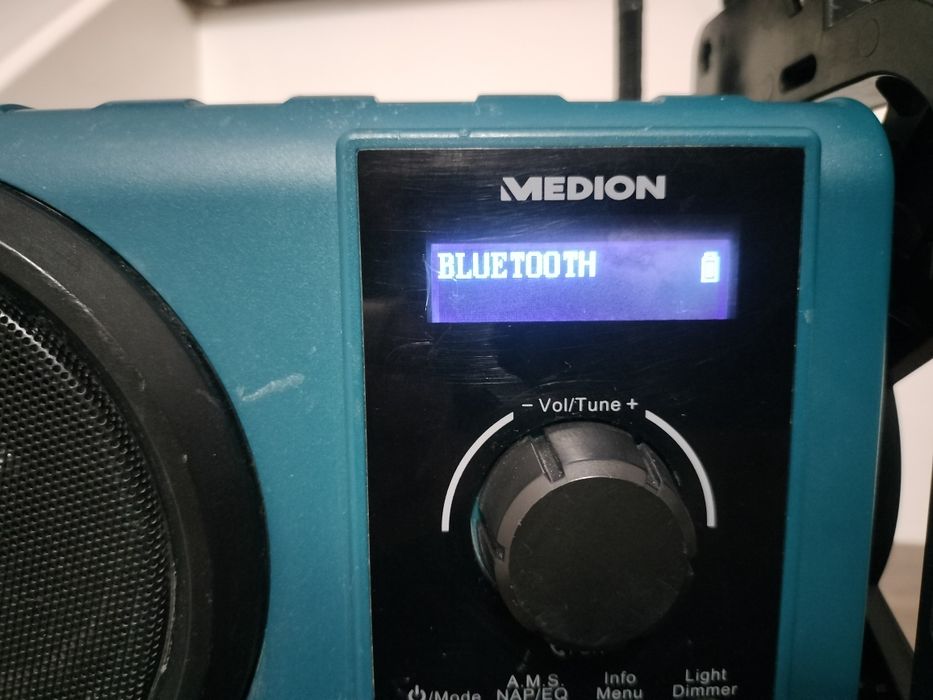 MEDION
BLUETOOTH
− Vol/Tune +
A.M.S. Info Light
/Mode NAP/EQ Menu Dimmer